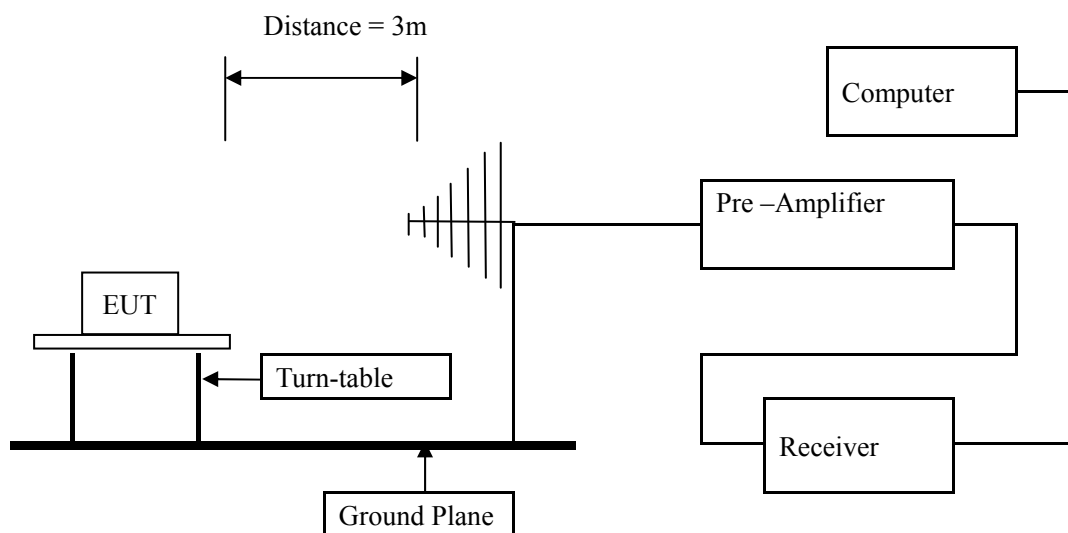 Distance = 3m
Computer
Pre –Amplifier
EUT
Turn-table
Receiver
Ground Plane